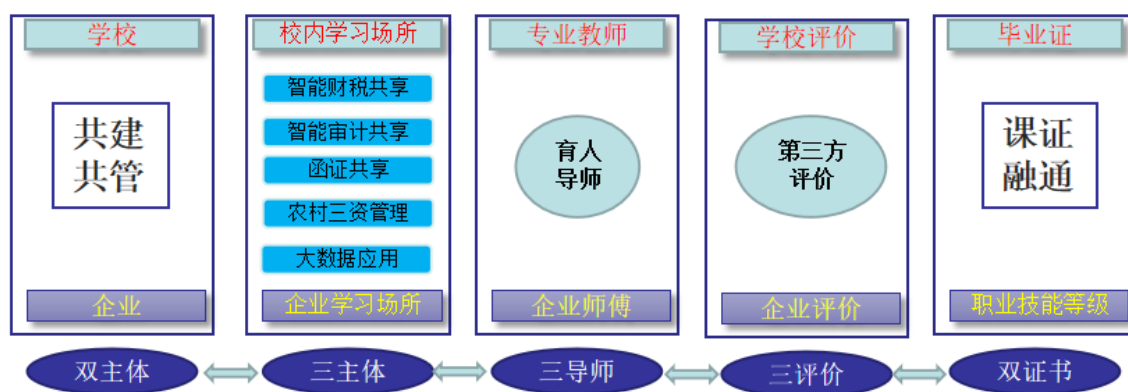 学校
共建
共管
企业
校内学习场所
智能财税共享
智能审计共享
函证共享
农村三资管理
大数据应用
企业学习场所
专业教师
育人
导师
企业师傅
学校评价
第三方
评价
企业评价
毕业证
课证
融通
职业技能等级
双主体
三主体
三导师
三评价
双证书